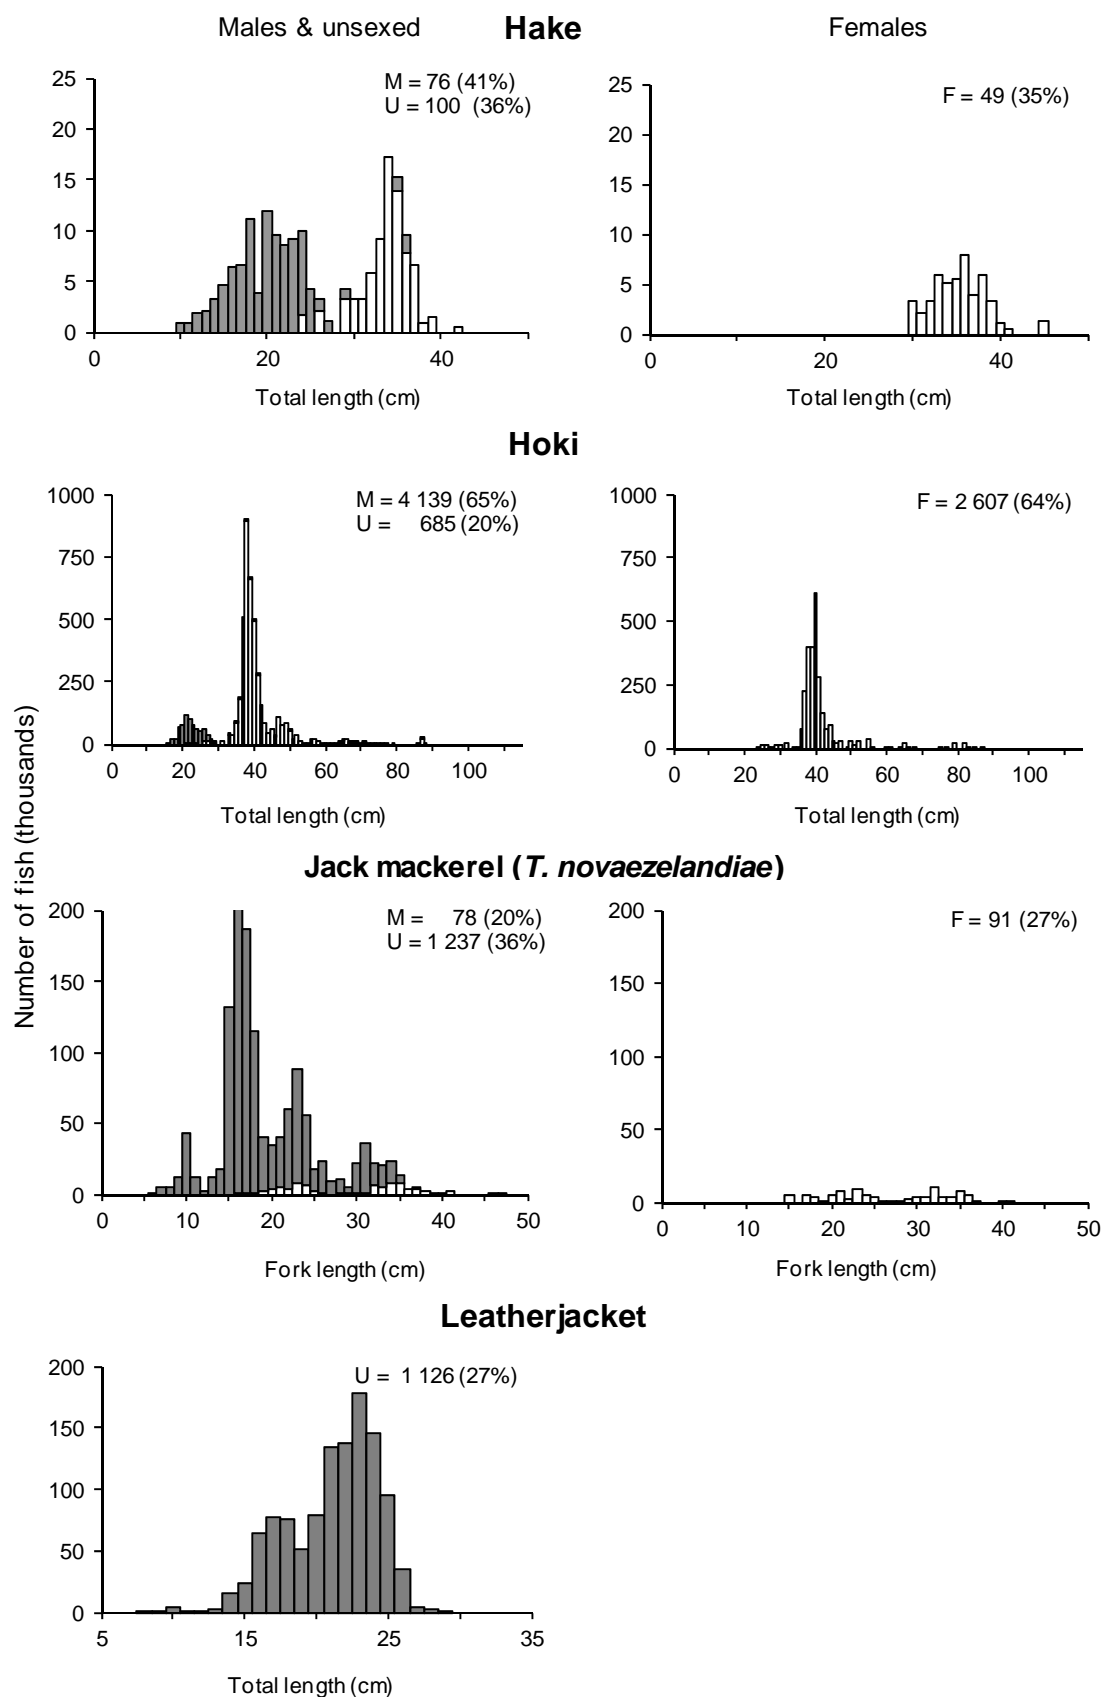 Males & unsexed Hake Females
M = 76 (41%)
U = 100 (36%)
25
20
15
10
5
0
0 20 40
Total length (cm)
F = 49 (35%)
25
20
15
10
5
0
0 20 40
Total length (cm)
Hoki
M = 4 139 (65%)
U = 685 (20%)
1000
750
500
250
0
0 20 40 60 80 100
Total length (cm)
F = 2 607 (64%)
1000
750
500
250
0
0 20 40 60 80 100
Total length (cm)
Number of fish (thousands)
Jack mackerel (T. novaezelandiae)
M = 78 (20%)
U = 1 237 (36%)
200
150
100
50
0
0 10 20 30 40 50
Fork length (cm)
F = 91 (27%)
200
150
100
50
0
0 10 20 30 40 50
Fork length (cm)
Leatherjacket
U = 1 126 (27%)
200
150
100
50
0
5 15 25 35
Total length (cm)